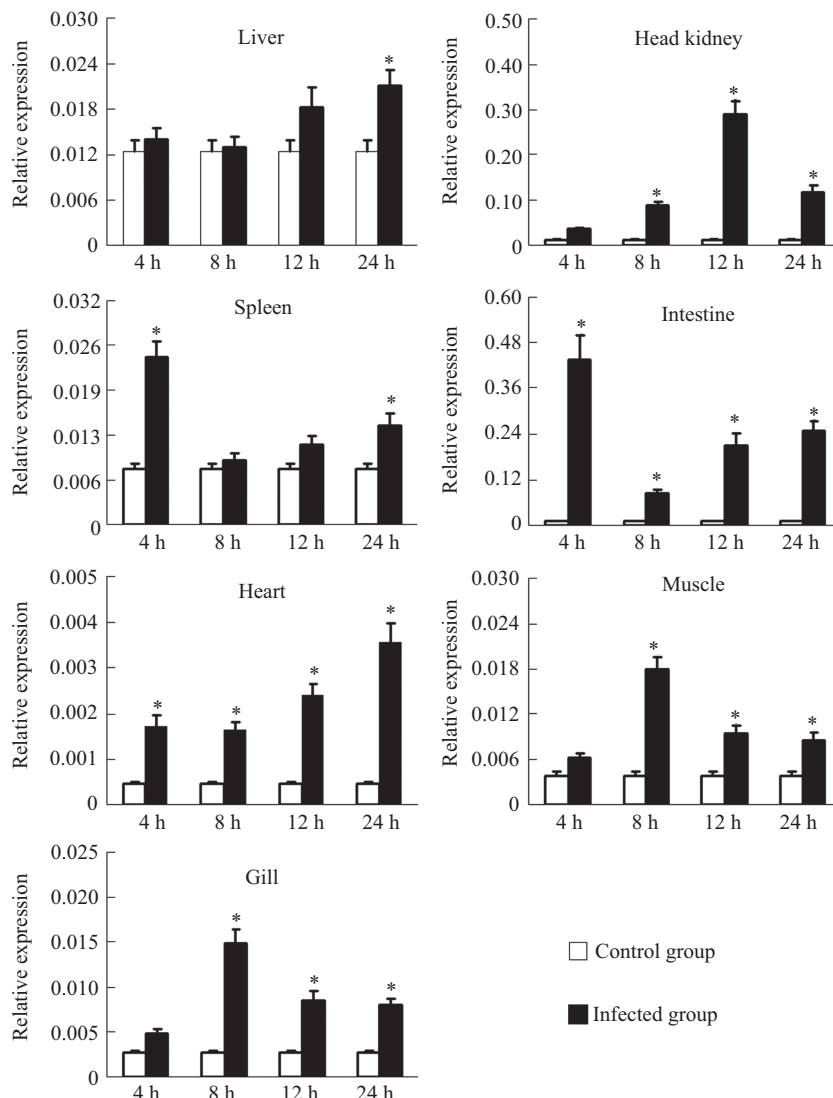 Liver
Relative expression
0.030
0.024
0.018
0.012
0.006
0
*
4 h 8 h 12 h 24 h
Head kidney
Relative expression
0.50
0.40
0.30
0.20
0.10
0
* * *
4 h 8 h 12 h 24 h
Spleen
Relative expression
0.032
0.026
0.019
0.013
0.006
0
* *
4 h 8 h 12 h 24 h
Intestine
Relative expression
0.60
0.48
0.36
0.24
0.12
0
* * * *
4 h 8 h 12 h 24 h
Heart
Relative expression
0.005
0.004
0.003
0.002
0.001
0
* * * *
4 h 8 h 12 h 24 h
Muscle
Relative expression
0.030
0.024
0.018
0.012
0.006
0
* * *
4 h 8 h 12 h 24 h
Gill
Relative expression
0.025
0.020
0.015
0.010
0.005
0
* * *
4 h 8 h 12 h 24 h
Control group
Infected group